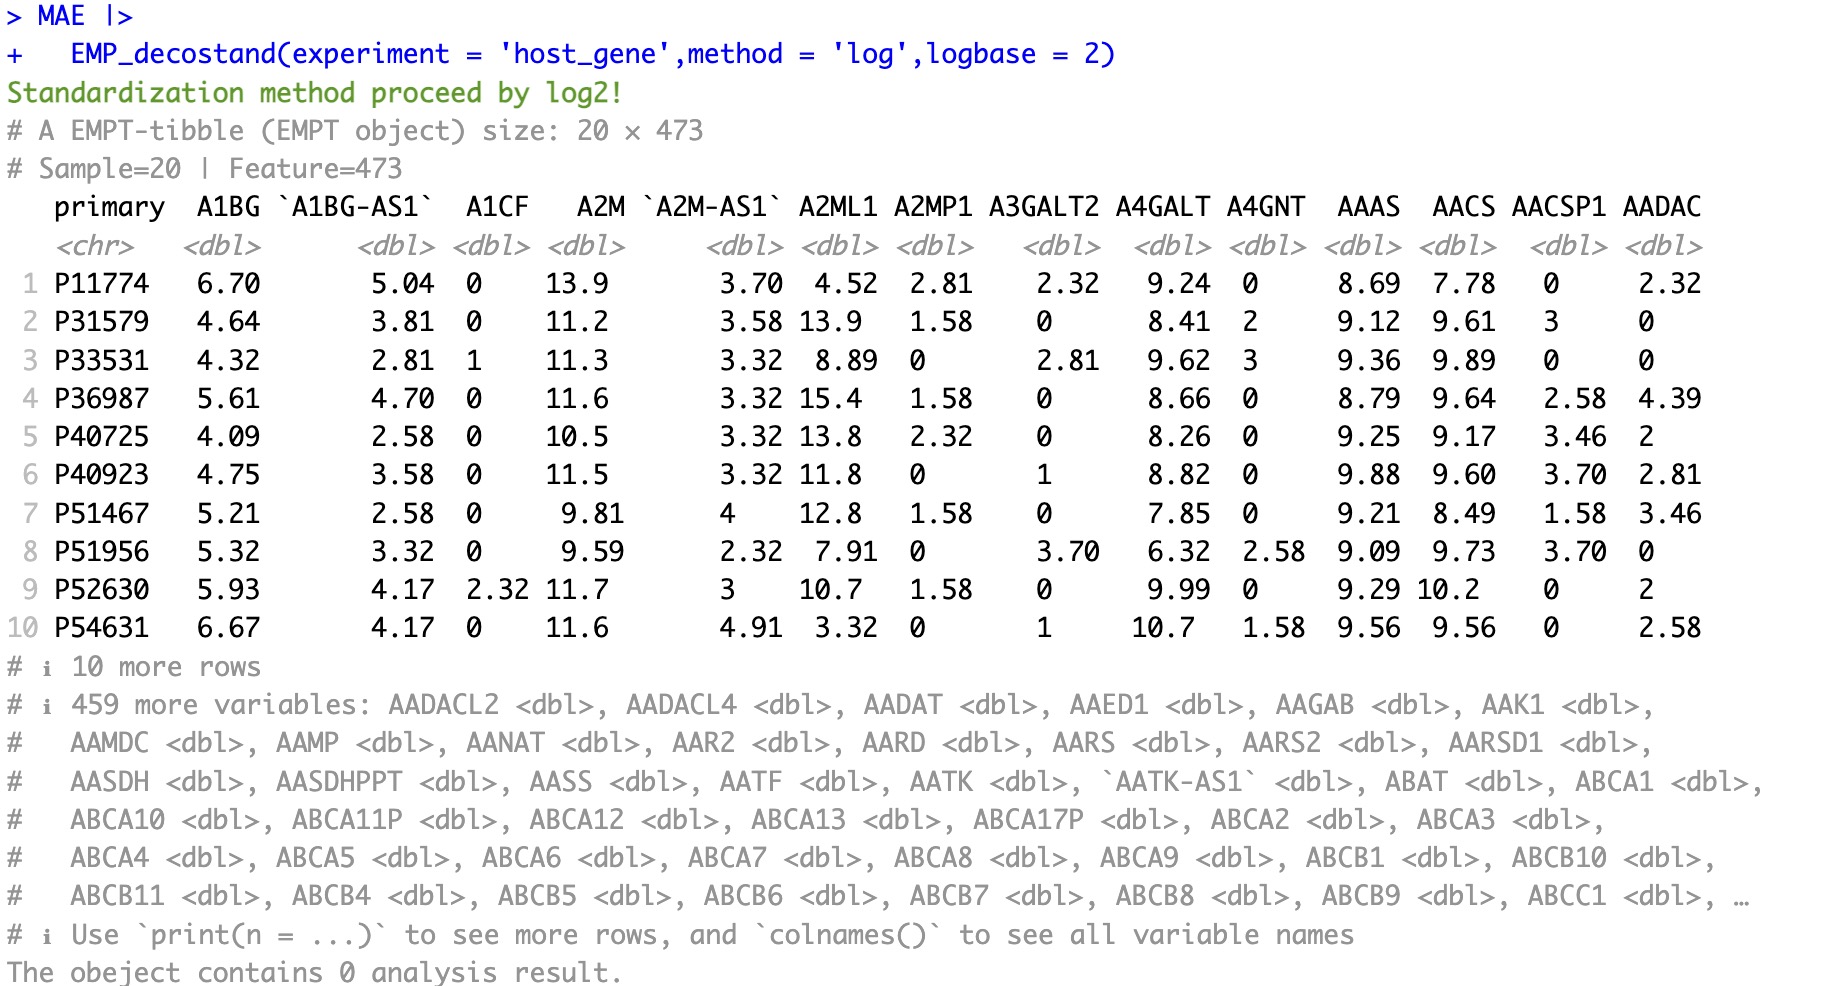 > MAE |>
+   EMP_decostand(experiment = 'host_gene',method = 'log',logbase = 2)
Standardization method proceed by log2!
# A EMPT-tibble (EMPT object) size: 20 × 473
# Sample=20 | Feature=473
   primary  A1BG `A1BG-AS1`  A1CF   A2M `A2M-AS1` A2ML1 A2MP1 A3GALT2 A4GALT A4GNT  AAAS  AACS AACSP1 AADAC
   <chr>   <dbl>      <dbl> <dbl> <dbl>     <dbl> <dbl> <dbl>   <dbl>  <dbl> <dbl> <dbl> <dbl>  <dbl> <dbl>
 1 P11774  6.70       5.04  0     13.9       3.70  4.52  2.81    2.32   9.24  0     8.69  7.78   0     2.32
 2 P31579  4.64       3.81  0     11.2       3.58 13.9   1.58    0      8.41  2     9.12  9.61   3     0
 3 P33531  4.32       2.81  1     11.3       3.32  8.89  0       2.81   9.62  3     9.36  9.89   0     0
 4 P36987  5.61       4.70  0     11.6       3.32 15.4   1.58    0      8.66  0     8.79  9.64   2.58  4.39
 5 P40725  4.09       2.58  0     10.5       3.32 13.8   2.32    0      8.26  0     9.25  9.17   3.46  2
 6 P40923  4.75       3.58  0     11.5       3.32 11.8   0       1      8.82  0     9.88  9.60   3.70  2.81
 7 P51467  5.21       2.58  0      9.81      4    12.8   1.58    0      7.85  0     9.21  8.49   1.58  3.46
 8 P51956  5.32       3.32  0      9.59      2.32  7.91  0       3.70   6.32  2.58  9.09  9.73   3.70  0
 9 P52630  5.93       4.17  2.32  11.7       3    10.7   1.58    0      9.99  0     9.29 10.2    0     2
10 P54631  6.67       4.17  0     11.6       4.91  3.32  0       1     10.7   1.58  9.56  9.56   0     2.58
# ℹ 10 more rows
# ℹ 459 more variables: AADACL2 <dbl>, AADACL4 <dbl>, AADAT <dbl>, AAED1 <dbl>, AAGAB <dbl>, AAK1 <dbl>,
#   AAMDC <dbl>, AAMP <dbl>, AANAT <dbl>, AAR2 <dbl>, AARD <dbl>, AARS <dbl>, AARS2 <dbl>, AARSD1 <dbl>,
#   AASDH <dbl>, AASDHPPT <dbl>, AASS <dbl>, AATF <dbl>, AATK <dbl>, `AATK-AS1` <dbl>, ABAT <dbl>, ABCA1 <dbl>,
#   ABCA10 <dbl>, ABCA11P <dbl>, ABCA12 <dbl>, ABCA13 <dbl>, ABCA17P <dbl>, ABCA2 <dbl>, ABCA3 <dbl>,
#   ABCA4 <dbl>, ABCA5 <dbl>, ABCA6 <dbl>, ABCA7 <dbl>, ABCA8 <dbl>, ABCA9 <dbl>, ABCB1 <dbl>, ABCB10 <dbl>,
#   ABCB11 <dbl>, ABCB4 <dbl>, ABCB5 <dbl>, ABCB6 <dbl>, ABCB7 <dbl>, ABCB8 <dbl>, ABCB9 <dbl>, ABCC1 <dbl>, …
# ℹ Use `print(n = ...)` to see more rows, and `colnames()` to see all variable names
The obeject contains 0 analysis result.